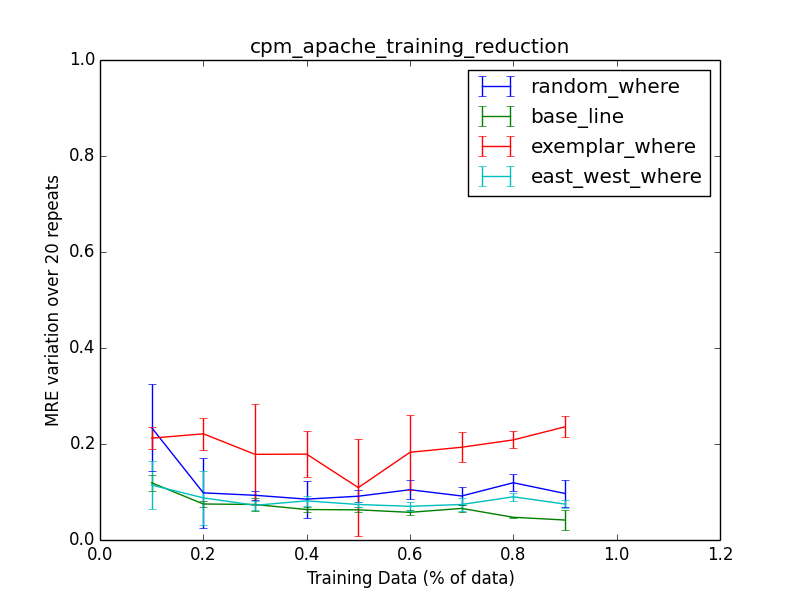 cpm_apache_training_reduction
1.0
0.8
0.6
0.4
0.2
0.0
MRE variation over 20 repeats
random_where
base_line
exemplar_where
east_west_where
0.0 0.2 0.4 0.6 0.8 1.0 1.2
Training Data (% of data)